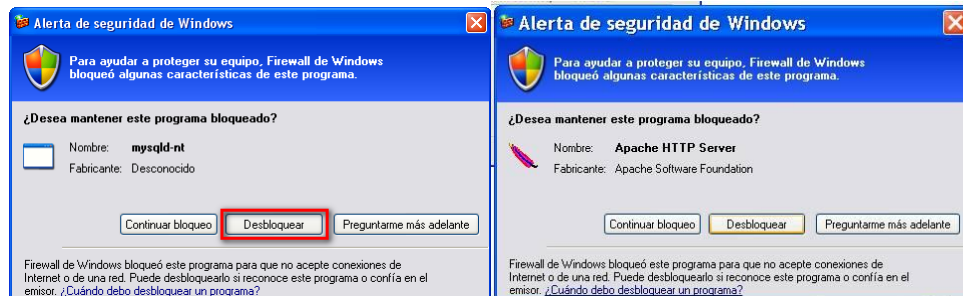 Alerta de seguridad de Windows
Para ayudar a proteger su equipo, Firewall de Windows
bloqueó algunas características de este programa.
¿Desea mantener este programa bloqueado?
Nombre: mysqld-nt
Fabricante: Desconocido
Continuar bloqueo Desbloquear Preguntarme más adelante
Firewall de Windows bloqueó este programa para que no acepte conexiones de
Internet o de una red. Puede desbloquearlo si reconoce este programa o confía en el
emisor. ¿Cuándo debo desbloquear un programa?
Alerta de seguridad de Windows
Para ayudar a proteger su equipo, Firewall de Windows
bloqueó algunas características de este programa.
¿Desea mantener este programa bloqueado?
Nombre: Apache HTTP Server
Fabricante: Apache Software Foundation
Continuar bloqueo Desbloquear Preguntarme más adelante
Firewall de Windows bloqueó este programa para que no acepte conexiones de
Internet o de una red. Puede desbloquearlo si reconoce este programa o confía en el
emisor. ¿Cuándo debo desbloquear un programa?